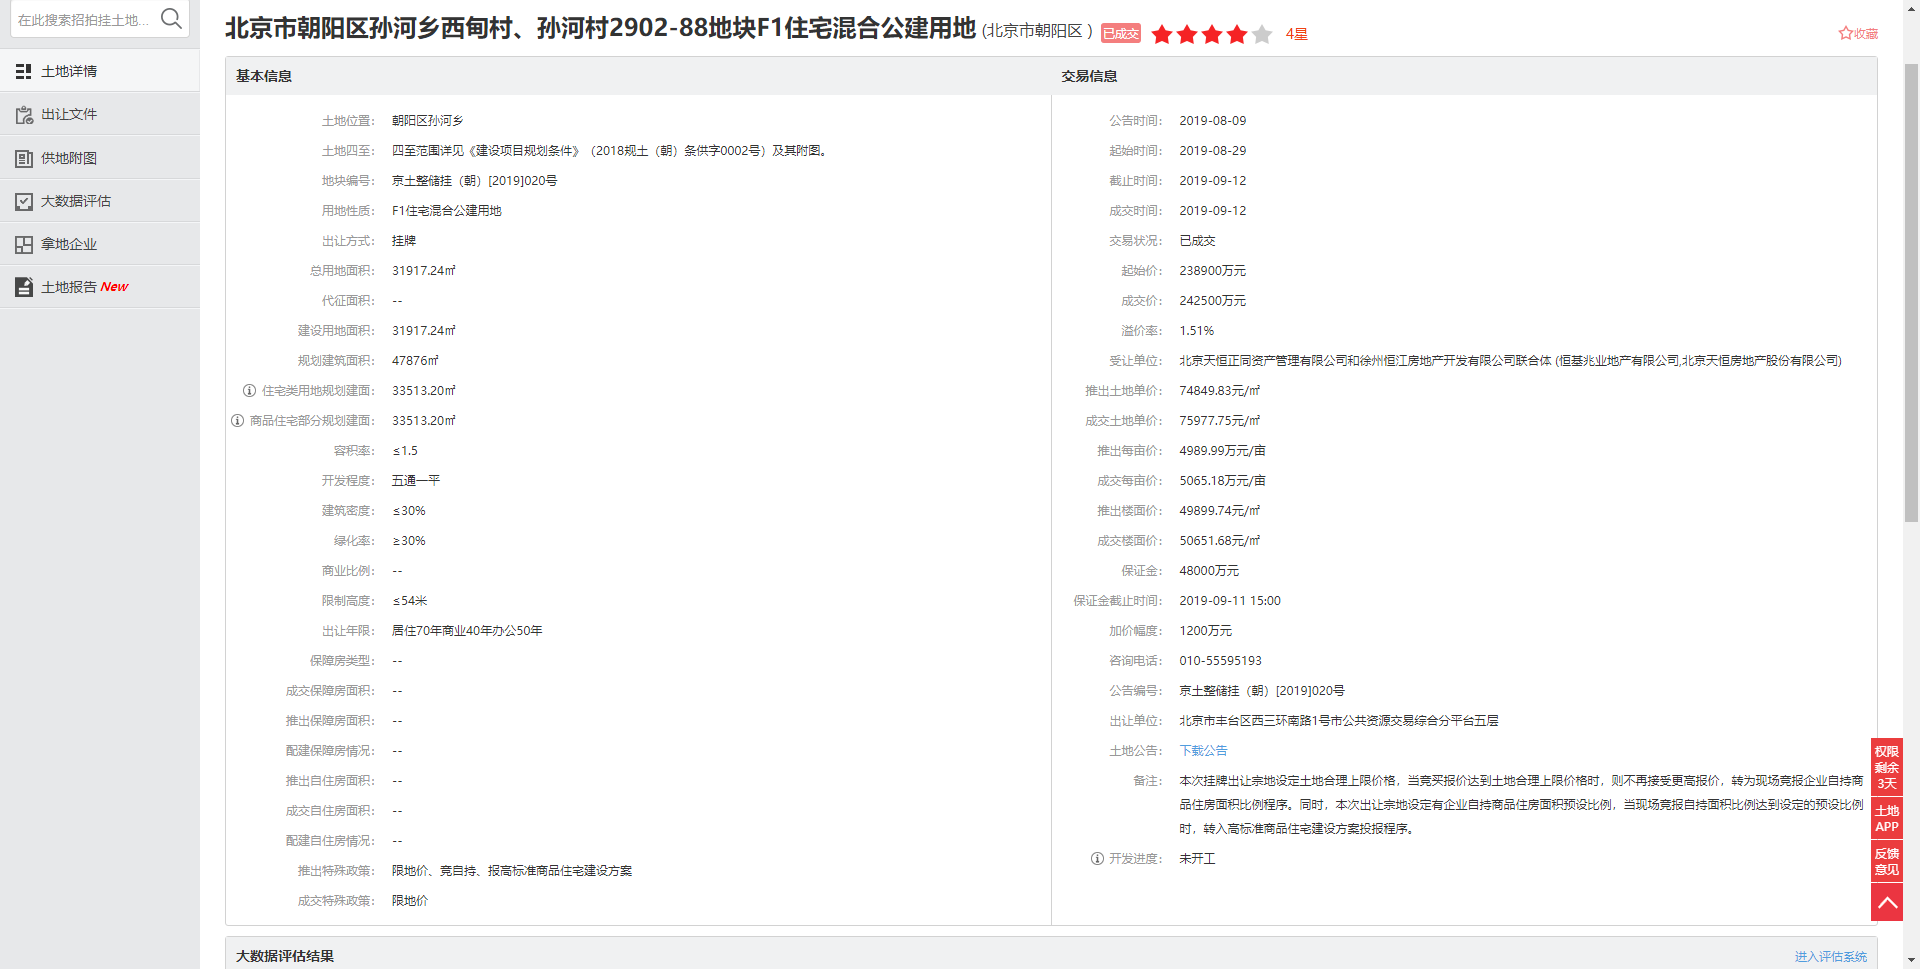 在此搜索招拍挂土地...
土地详情
出让文件
供地附图
大数据评估
拿地企业
土地报告 New
北京市朝阳区孙河乡西甸村、孙河村2902-88地块F1住宅混合公建用地 (北京市朝阳区 ) 已成交 4星
收藏
基本信息
土地位置： 朝阳区孙河乡
土地四至： 四至范围详见《建设项目规划条件》（2018规土（朝）条供字0002号）及其附图。
地块编号： 京土整储挂（朝）[2019]020号
用地性质： F1住宅混合公建用地
出让方式： 挂牌
总用地面积： 31917.24㎡
代征面积： --
建设用地面积： 31917.24㎡
规划建筑面积： 47876㎡
住宅类用地规划建面： 33513.20㎡
商品住宅部分规划建面： 33513.20㎡
容积率： ≤1.5
开发程度： 五通一平
建筑密度： ≤30%
绿化率： ≥30%
商业比例： --
限制高度： ≤54米
出让年限： 居住70年商业40年办公50年
保障房类型： --
成交保障房面积： --
推出保障房面积： --
配建保障房情况： --
推出自住房面积： --
成交自住房面积： --
配建自住房情况： --
推出特殊政策： 限地价、竞自持、报高标准商品住宅建设方案
成交特殊政策： 限地价
交易信息
公告时间： 2019-08-09
起始时间： 2019-08-29
截止时间： 2019-09-12
成交时间： 2019-09-12
交易状况： 已成交
起始价： 238900万元
成交价： 242500万元
溢价率： 1.51%
受让单位： 北京天恒正同资产管理有限公司和徐州恒江房地产开发有限公司联合体 (恒基兆业地产有限公司,北京天恒房地产股份有限公司)
推出土地单价： 74849.83元/㎡
成交土地单价： 75977.75元/㎡
推出每亩价： 4989.99万元/亩
成交每亩价： 5065.18万元/亩
推出楼面价： 49899.74元/㎡
成交楼面价： 50651.68元/㎡
保证金： 48000万元
保证金截止时间： 2019-09-11 15:00
加价幅度： 1200万元
咨询电话： 010-55595193
公告编号： 京土整储挂（朝）[2019]020号
出让单位： 北京市丰台区西三环南路1号市公共资源交易综合分平台五层
土地公告： 下载公告
备注： 本次挂牌出让宗地设定土地合理上限价格，当竞买报价达到土地合理上限价格时，则不再接受更高报价，转为现场竞报企业自持商
品住房面积比例程序。同时，本次出让宗地设定有企业自持商品住房面积预设比例，当现场竞报自持面积比例达到设定的预设比例
时，转入高标准商品住宅建设方案投报程序。
开发进度： 未开工
权限
剩余
3天
土地
APP
反馈
意见
大数据评估结果
进入评估系统